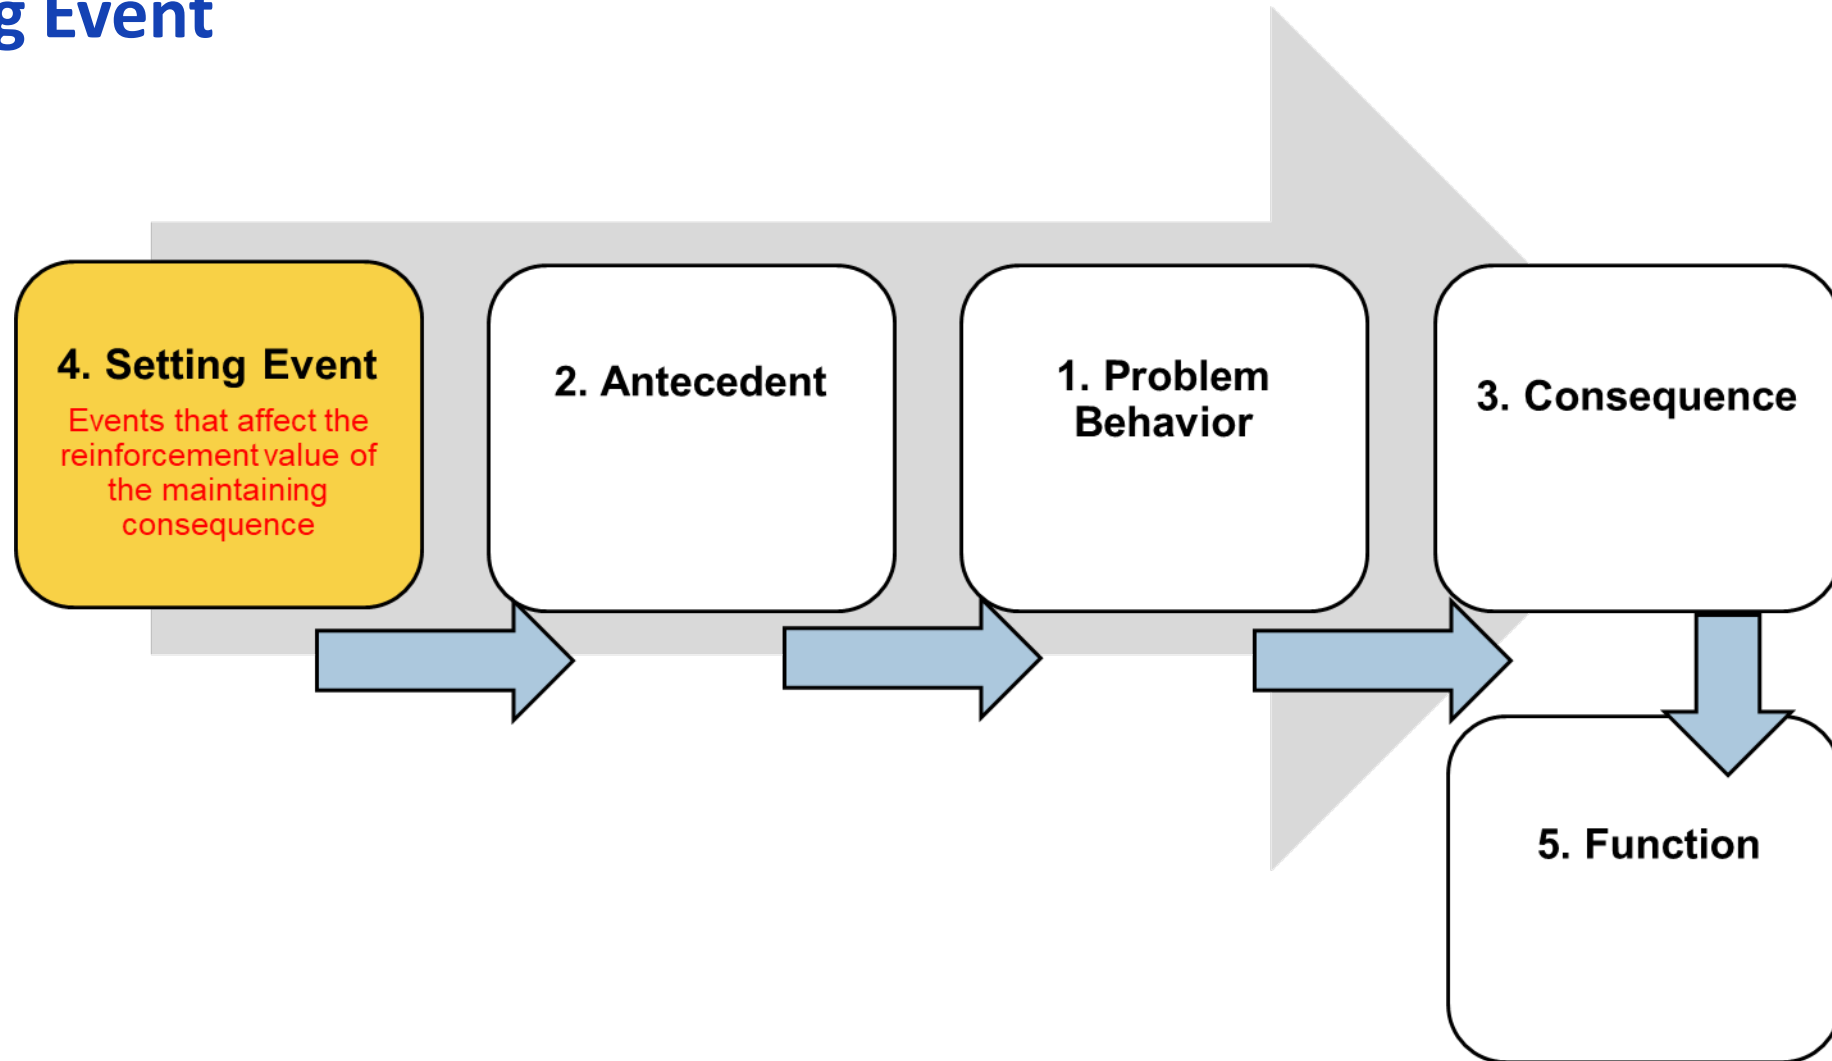 g Event
4. Setting Event
Events that affect the
reinforcement value of
the maintaining
consequence
2. Antecedent
1. Problem
Behavior
3. Consequence
5. Function